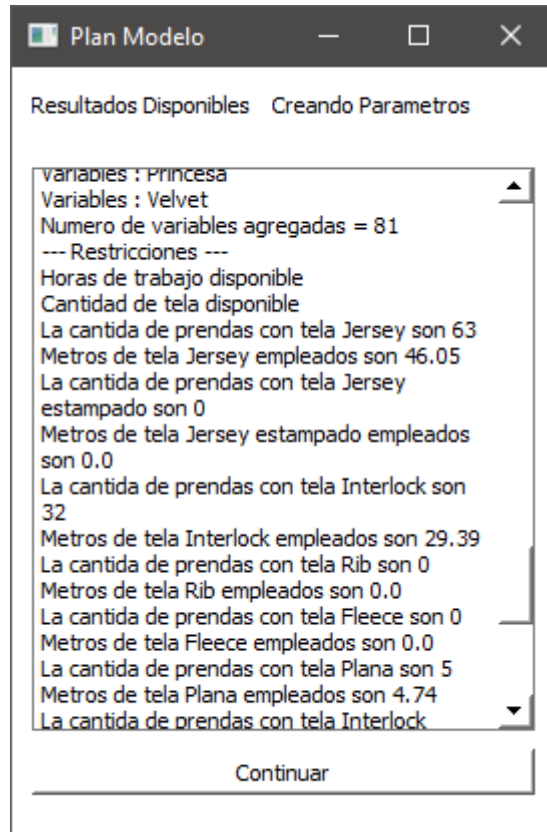 Plan Modelo
Resultados Disponibles Creando Parametros
Variables : Princesa
Variables : Velvet
Numero de variables agregadas = 81
--- Restricciones ---
Horas de trabajo disponible
Cantidad de tela disponible
La cantida de prendas con tela Jersey son 63
Metros de tela Jersey empleados son 46.05
La cantida de prendas con tela Jersey
estampado son 0
Metros de tela Jersey estampado empleados
son 0.0
La cantida de prendas con tela Interlock son
32
Metros de tela Interlock empleados son 29.39
La cantida de prendas con tela Rib son 0
Metros de tela Rib empleados son 0.0
La cantida de prendas con tela Fleece son 0
Metros de tela Fleece empleados son 0.0
La cantida de prendas con tela Plana son 5
Metros de tela Plana empleados son 4.74
La cantida de prendas con tela Interlock
Continuar